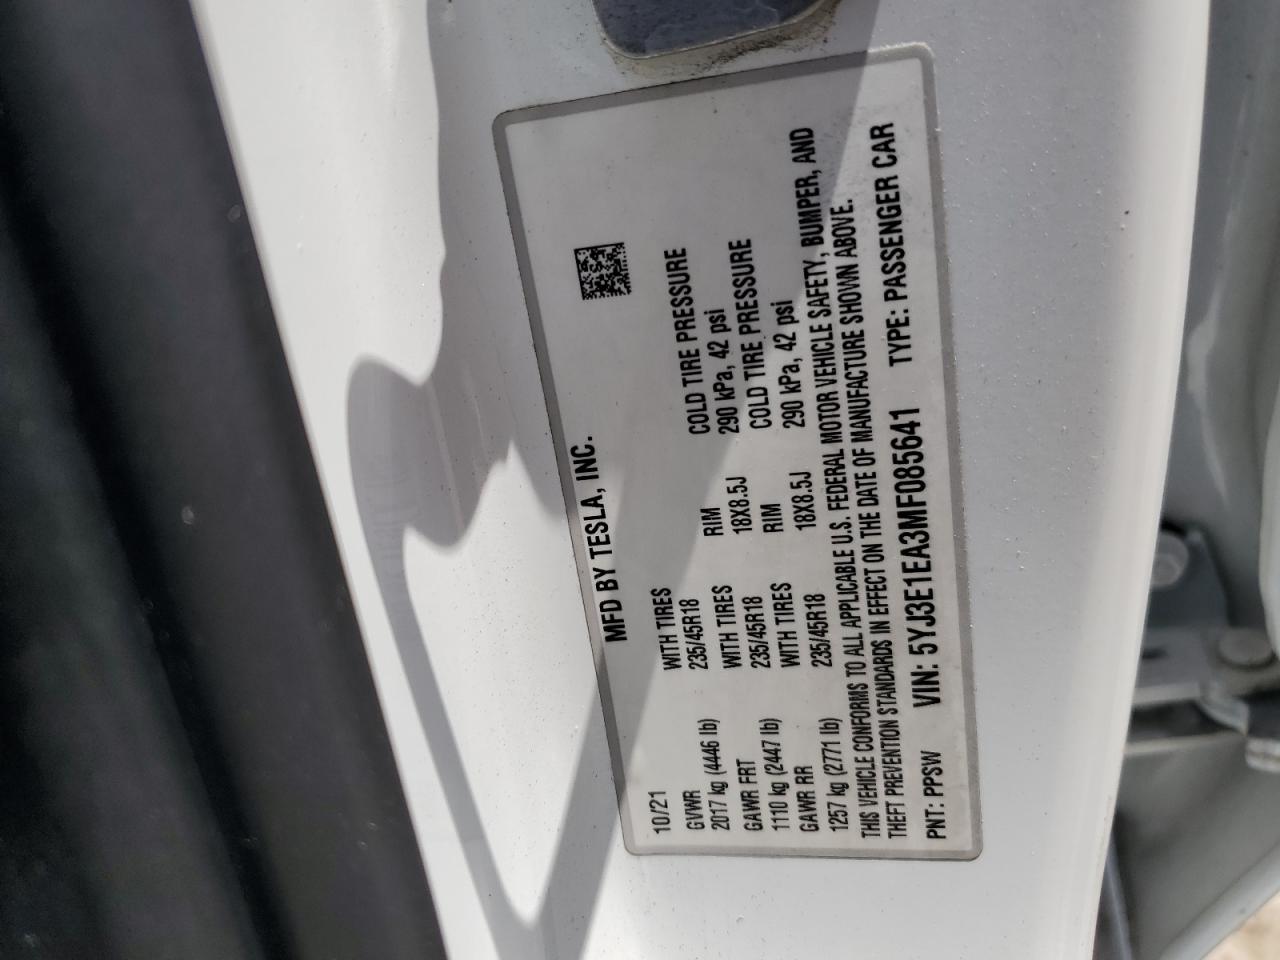 MFD BY TESLA, INC.
10/21
GVWR WITH TIRES RIM COLD TIRE PRESSURE
2017 kg (4446 lb) 235/45R18 18X8.5J 290 kPa, 42 psi
GAWR FRT WITH TIRES RIM COLD TIRE PRESSURE
1110 kg (2447 lb) 235/45R18 18X8.5J 290 kPa, 42 psi
GAWR RR WITH TIRES
1257 kg (2771 lb) 235/45R18
THIS VEHICLE CONFORMS TO ALL APPLICABLE U.S. FEDERAL MOTOR VEHICLE SAFETY, BUMPER, AND
THEFT PREVENTION STANDARDS IN EFFECT ON THE DATE OF MANUFACTURE SHOWN ABOVE.
PNT: PPSW VIN: 5YJ3E1EA3MF085641 TYPE: PASSENGER CAR